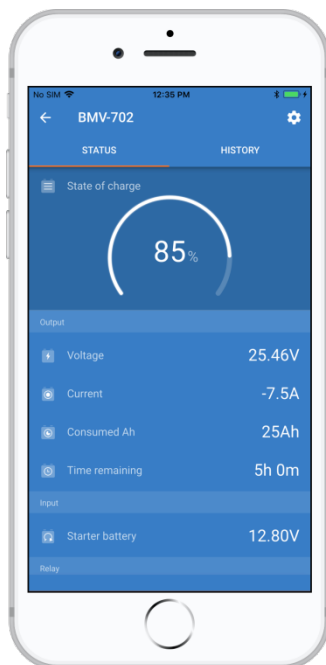 No SIM 12:35 PM
BMV-702
STATUS HISTORY
State of charge
85%
Output
Voltage 25.46V
Current -7.5A
Consumed Ah 25Ah
Time remaining 5h 0m
Input
Starter battery 12.80V
Relay